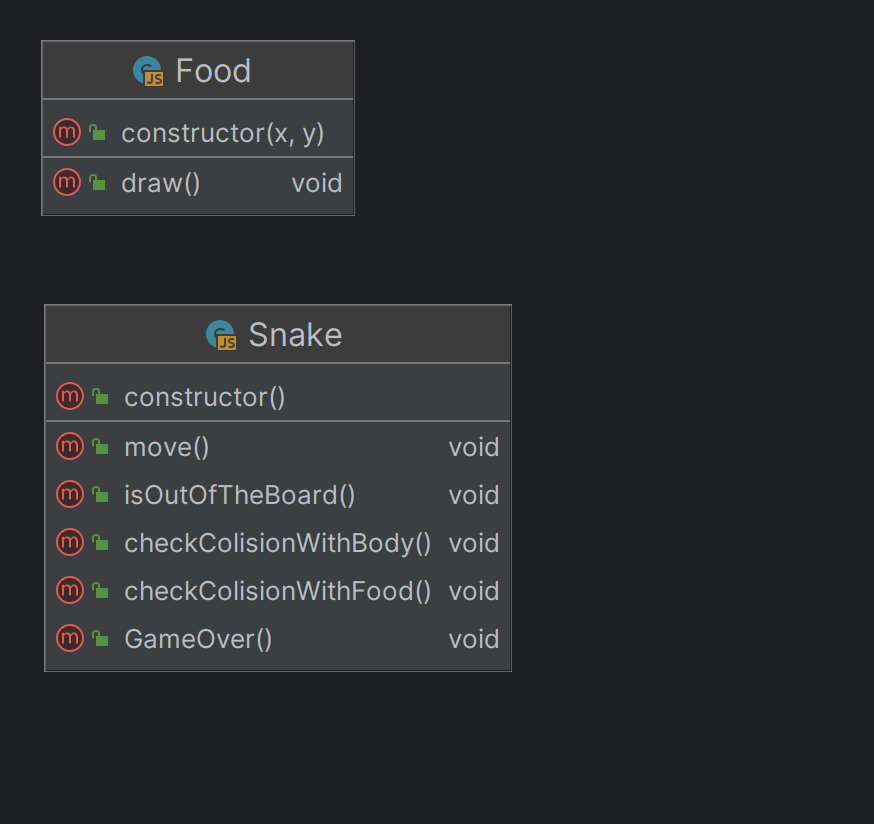 Food
constructor(x, y)
draw() void
Snake
constructor()
move() void
isOutOfTheBoard() void
checkColisionWithBody() void
checkColisionWithFood() void
GameOver() void